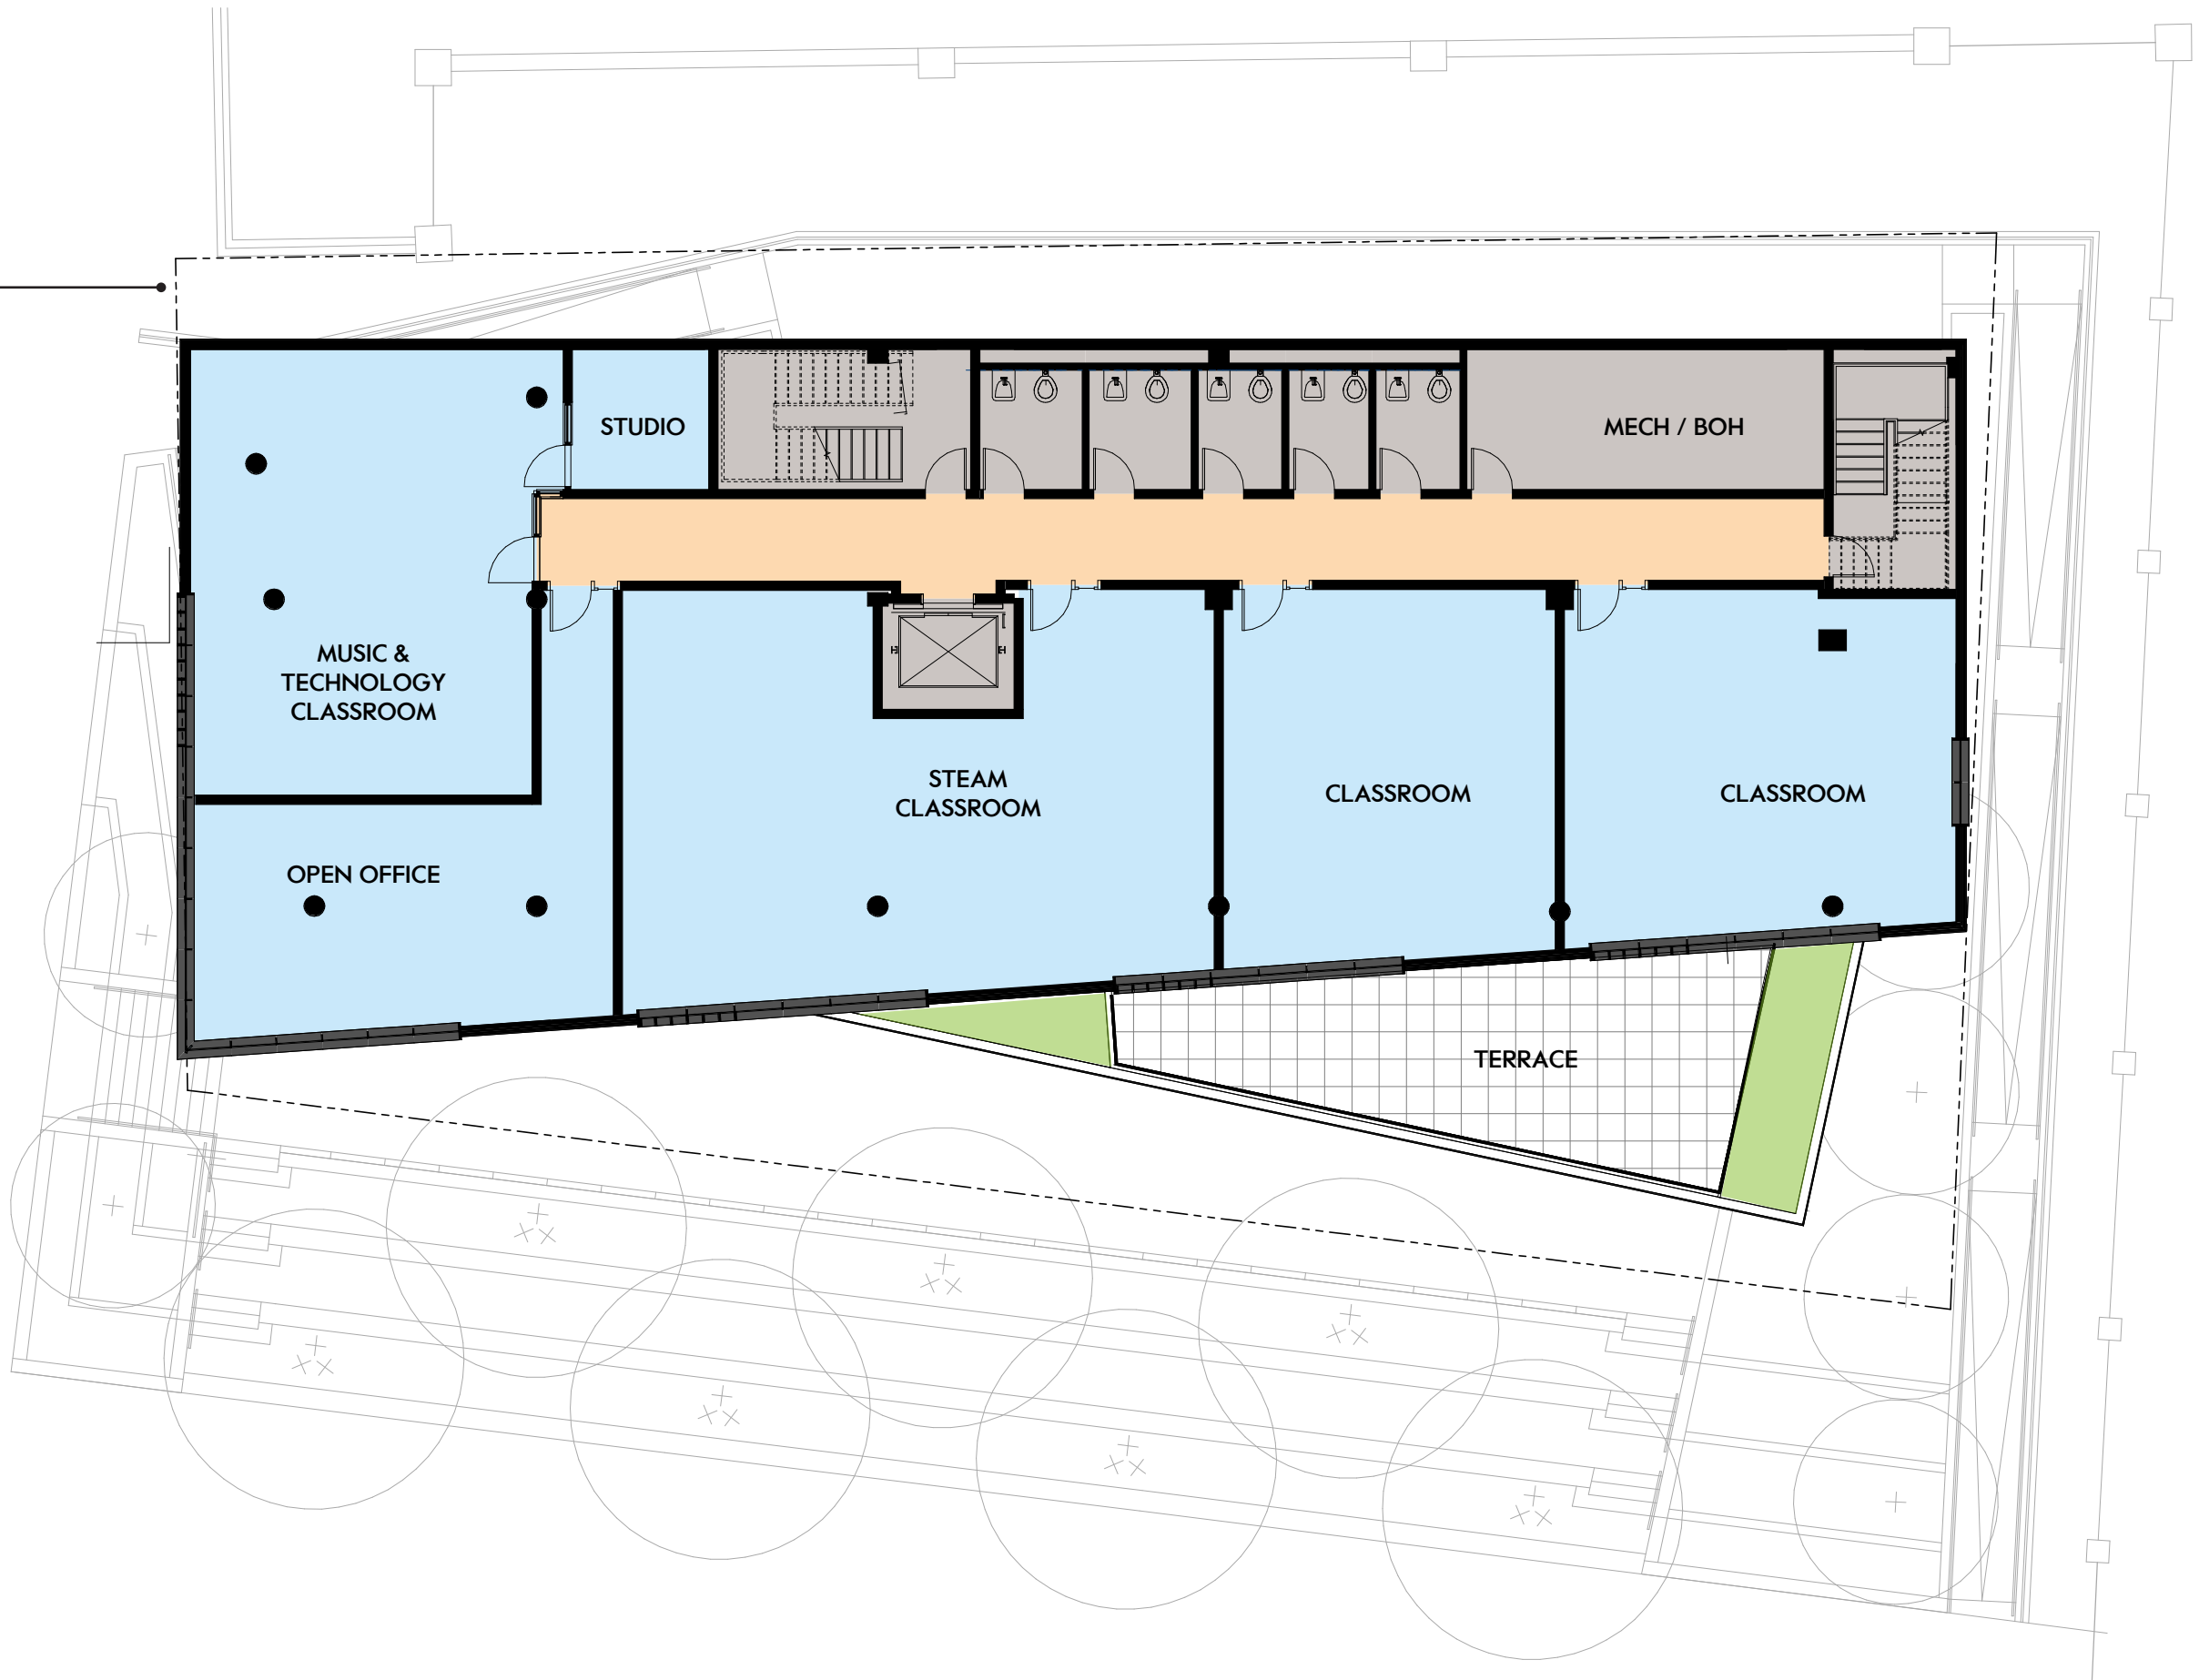 STUDIO
MECH / BOH
MUSIC &
TECHNOLOGY
CLASSROOM
STEAM
CLASSROOM
CLASSROOM
CLASSROOM
OPEN OFFICE
TERRACE